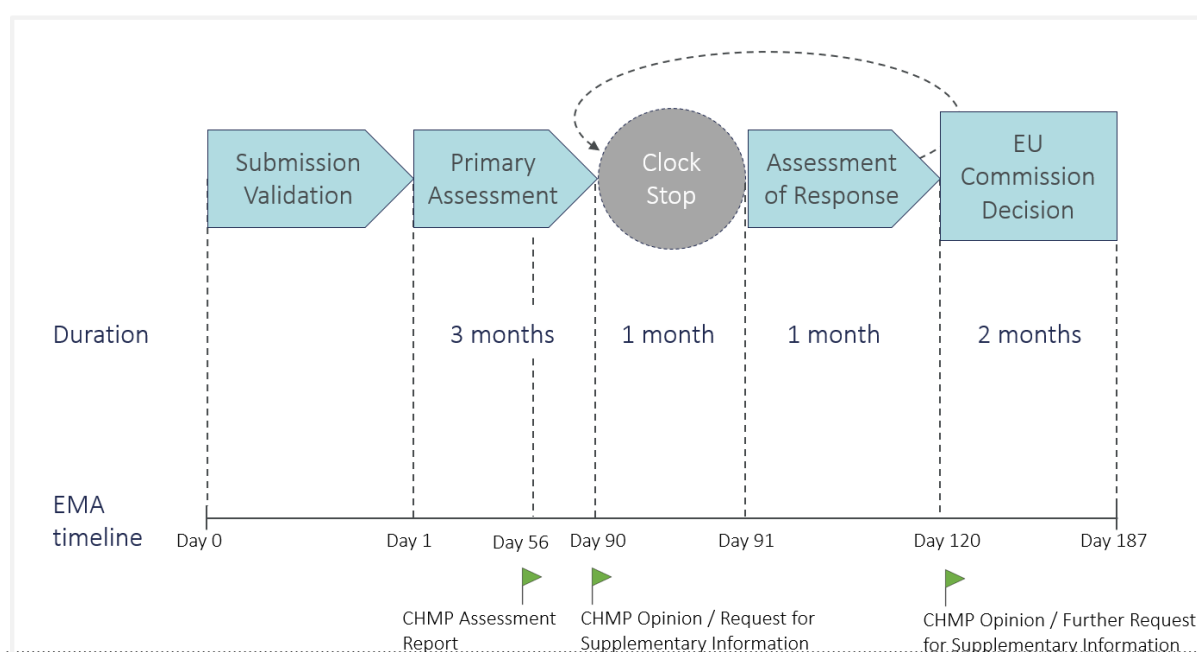 Submission
Validation
Primary
Assessment
Clock
Stop
Assessment
of Response
EU
Commission
Decision
Duration
3 months
1 month
1 month
2 months
EMA
timeline
Day 0
Day 1
Day 56
Day 90
Day 91
Day 120
Day 187
CHMP Assessment
Report
CHMP Opinion / Request for
Supplementary Information
CHMP Opinion / Further Request
for Supplementary Information